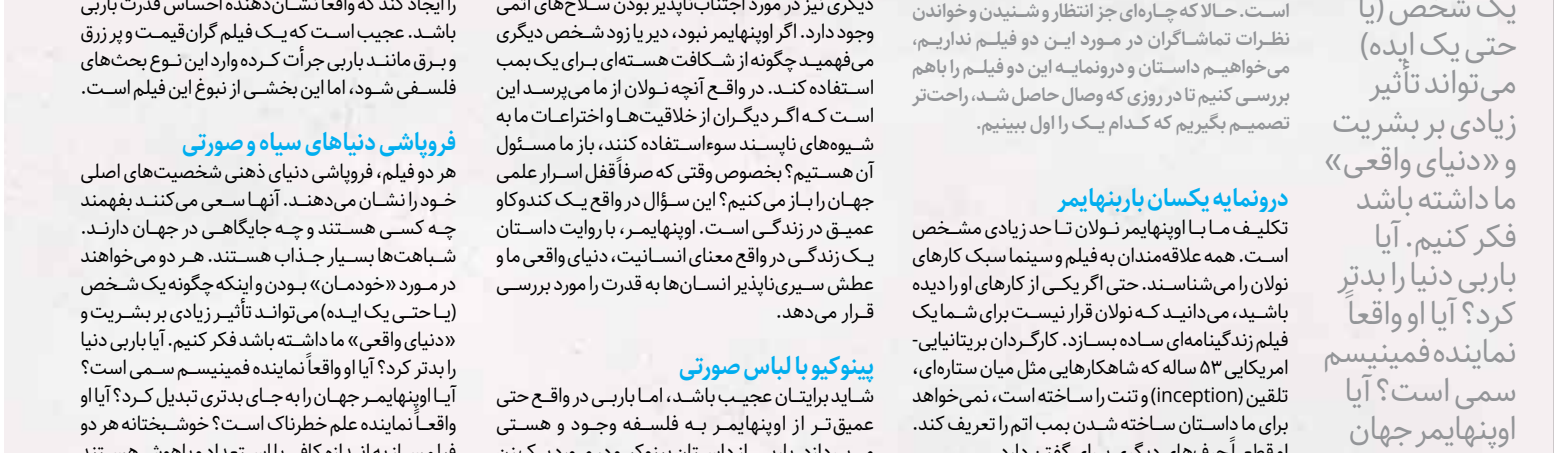 یک شخص (یا
حتی یک ایده)
می‌تواند تأثیر
زیادی بر بشریت
و «دنیای واقعی»
ما داشته باشد
فکر کنیم. آیا
باربی دنیا را بدتر
کرد؟ آیا او واقعاً
نماینده فمینیسم
سمی است؟ آیا
اوپنهایمر جهان
است. حالا که چاره‌ای جز انتظار و شنیدن و خواندن
نظرات تماشاگران در مورد این دو فیلم نداریم،
می‌خواهیم داستان و درونمایه این دو فیلم را باهم
بررسی کنیم تا در روزی که وصال حاصل شد، راحت‌تر
تصمیم بگیریم که کدام یک را اول ببینیم.
درونمایه یکسان باربنهایمر
تکلیف ما با اوپنهایمر نولان تا حد زیادی مشخص
است. همه علاقه‌مندان به فیلم و سینما سبک کارهای
نولان را می‌شناسند. حتی اگر یکی از کارهای او را دیده
باشید، می‌دانید که نولان قرار نیست برای شما یک
فیلم زندگینامه‌ای ساده بسازد. کارگردان بریتانیایی-
امریکایی ۵۳ ساله که شاهکارهایی مثل میان ستاره‌ای،
تلقین (inception) و تنت را ساخته است، نمی‌خواهد
برای ما داستان ساخته شدن بمب اتم را تعریف کند.
او قطعاً حرف‌های دیگری برای گفتن دارد.
دیگری نیز در مورد اجتناب‌ناپذیر بودن سلاح‌های اتمی
وجود دارد. اگر اوپنهایمر نبود، دیر یا زود شخص دیگری
می‌فهمید چگونه از شکافت هسته‌ای برای یک بمب
استفاده کند. در واقع آنچه نولان از ما می‌پرسد این
است که اگر دیگران از خلاقیت‌ها و اختراعات ما به
شیوه‌های ناپسند سوءاستفاده کنند، باز ما مسئول
آن هستیم؟ بخصوص وقتی که صرفاً قفل اسرار علمی
جهان را باز می‌کنیم؟ این سؤال در واقع یک کندوکاو
عمیق در زندگی است. اوپنهایمر، با روایت داستان
یک زندگی در واقع معنای انسانیت، دنیای واقعی ما و
عطش سیری‌ناپذیر انسان‌ها به قدرت را مورد بررسی
قرار می‌دهد.
پینوکیو با لباس صورتی
شاید برایتان عجیب باشد، اما باربی در واقع حتی
عمیق‌تر از اوپنهایمر به فلسفه وجود و هستی
را ایجاد کند که واقعاً نشان‌دهنده احساس قدرت باربی
باشد. عجیب است که یک فیلم گران‌قیمت و پر زرق
و برق مانند باربی جرأت کرده وارد این نوع بحث‌های
فلسفی شود، اما این بخشی از نبوغ این فیلم است.
فروپاشی دنیاهای سیاه و صورتی
هر دو فیلم، فروپاشی دنیای ذهنی شخصیت‌های اصلی
خود را نشان می‌دهند. آنها سعی می‌کنند بفهمند
چه کسی هستند و چه جایگاهی در جهان دارند.
شباهت‌ها بسیار جذاب هستند. هر دو می‌خواهند
در مورد «خودمان» بودن و اینکه چگونه یک شخص
(یا حتی یک ایده) می‌تواند تأثیر زیادی بر بشریت و
«دنیای واقعی» ما داشته باشد فکر کنیم. آیا باربی دنیا
را بدتر کرد؟ آیا او واقعاً نماینده فمینیسم سمی است؟
آیا اوپنهایمر جهان را به جای بدتری تبدیل کرد؟ آیا او
واقعاً نماینده علم خطرناک است؟ خوشبختانه هر دو